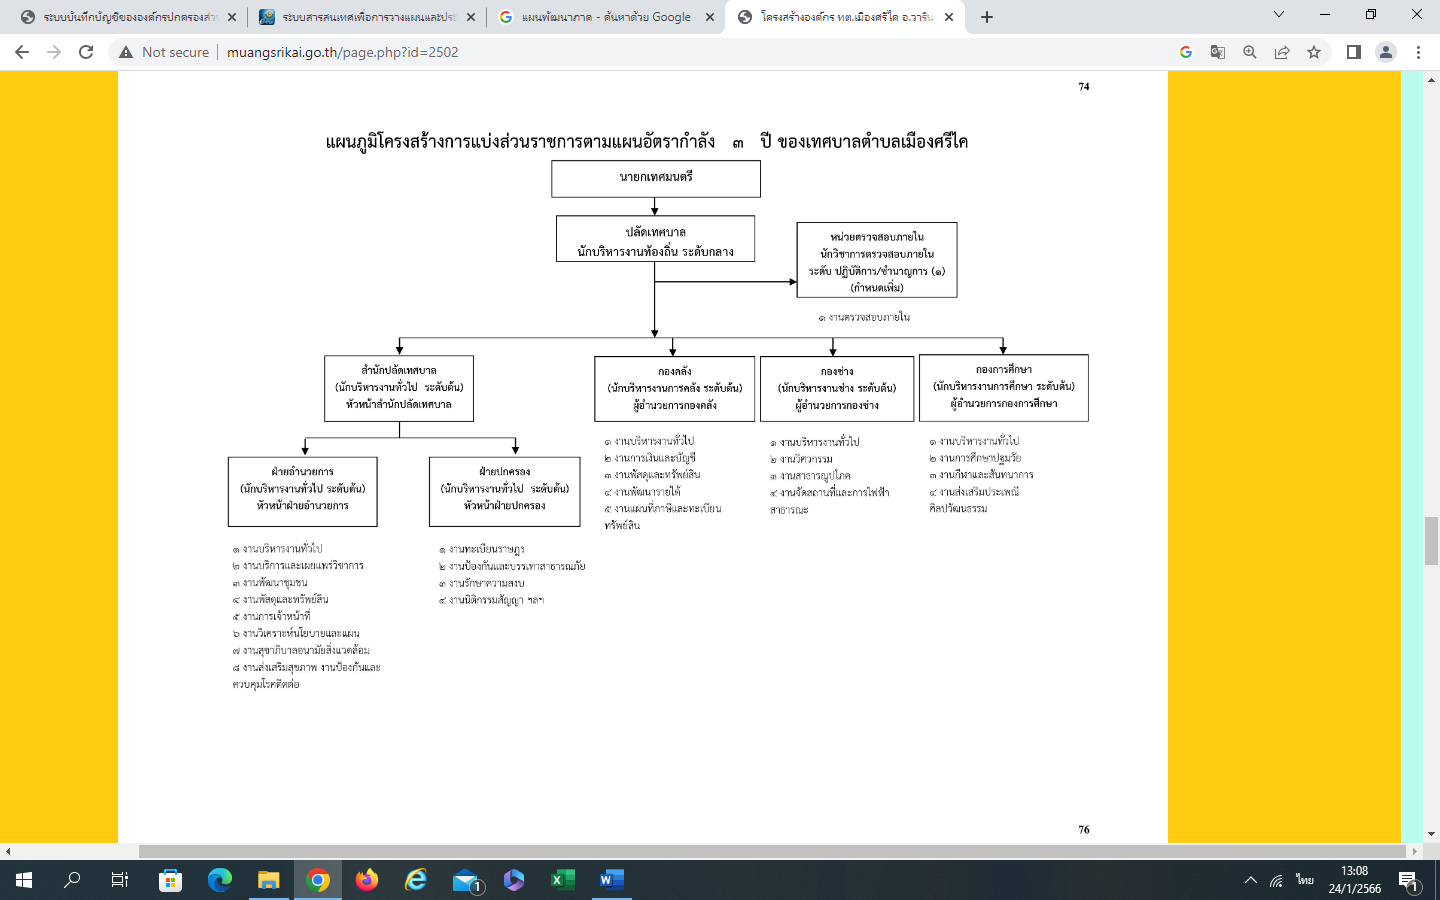 ระบบบันทึกบัญชีขององค์กรปกครองส่วน
ระบบสารสนเทศเพื่อการวางแผนและประ
แผนพัฒนาภาค - ค้นหาด้วย Google
โครงสร้างองค์กร ทต.เมืองศรีไค อ.วาริน
Not secure
muangsrikai.go.th/page.php?id=2502
74
แผนภูมิโครงสร้างการแบ่งส่วนราชการตามแผนอัตรากำลัง ๓ ปี ของเทศบาลตำบลเมืองศรีไค
นายกเทศมนตรี
ปลัดเทศบาล
นักบริหารงานท้องถิ่น ระดับกลาง
หน่วยตรวจสอบภายใน
นักวิชาการตรวจสอบภายใน
ระดับ ปฏิบัติการ/ชำนาญการ (๑)
(กำหนดเพิ่ม)
๑ งานตรวจสอบภายใน
สำนักปลัดเทศบาล
(นักบริหารงานทั่วไป ระดับต้น)
หัวหน้าสำนักปลัดเทศบาล
กองคลัง
(นักบริหารงานการคลัง ระดับต้น)
ผู้อำนวยการกองคลัง
กองช่าง
(นักบริหารงานช่าง ระดับต้น)
ผู้อำนวยการกองช่าง
กองการศึกษา
(นักบริหารงานการศึกษา ระดับต้น)
ผู้อำนวยการกองการศึกษา
๑ งานบริหารงานทั่วไป
๒ งานการเงินและบัญชี
๓ งานพัสดุและทรัพย์สิน
๔ งานพัฒนารายได้
๕ งานแผนที่ภาษีและทะเบียน
ทรัพย์สิน
๑ งานบริหารงานทั่วไป
๒ งานวิศวกรรม
๓ งานสาธารณูปโภค
๔ งานจัดสถานที่และการไฟฟ้า
สาธารณะ
๑ งานบริหารงานทั่วไป
๒ งานการศึกษาปฐมวัย
๓ งานกีฬาและสันทนาการ
๔ งานส่งเสริมประเพณี
ศิลปวัฒนธรรม
ฝ่ายอำนวยการ
(นักบริหารงานทั่วไป ระดับต้น)
หัวหน้าฝ่ายอำนวยการ
ฝ่ายปกครอง
(นักบริหารงานทั่วไป ระดับต้น)
หัวหน้าฝ่ายปกครอง
๑ งานบริหารงานทั่วไป
๒ งานบริการและเผยแพร่วิชาการ
๓ งานพัฒนาชุมชน
๔ งานพัสดุและทรัพย์สิน
๕ งานการเจ้าหน้าที่
๖ งานวิเคราะห์นโยบายและแผน
๗ งานสุขาภิบาลอนามัยสิ่งแวดล้อม
๘ งานส่งเสริมสุขภาพ งานป้องกันและ
ควบคุมโรคติดต่อ
๑ งานทะเบียนราษฎร
๒ งานป้องกันและบรรเทาสาธารณภัย
๓ งานรักษาความสงบ
๔ งานนิติกรรมสัญญา ฯลฯ
76
1
ไทย
13:08
24/1/2566
1